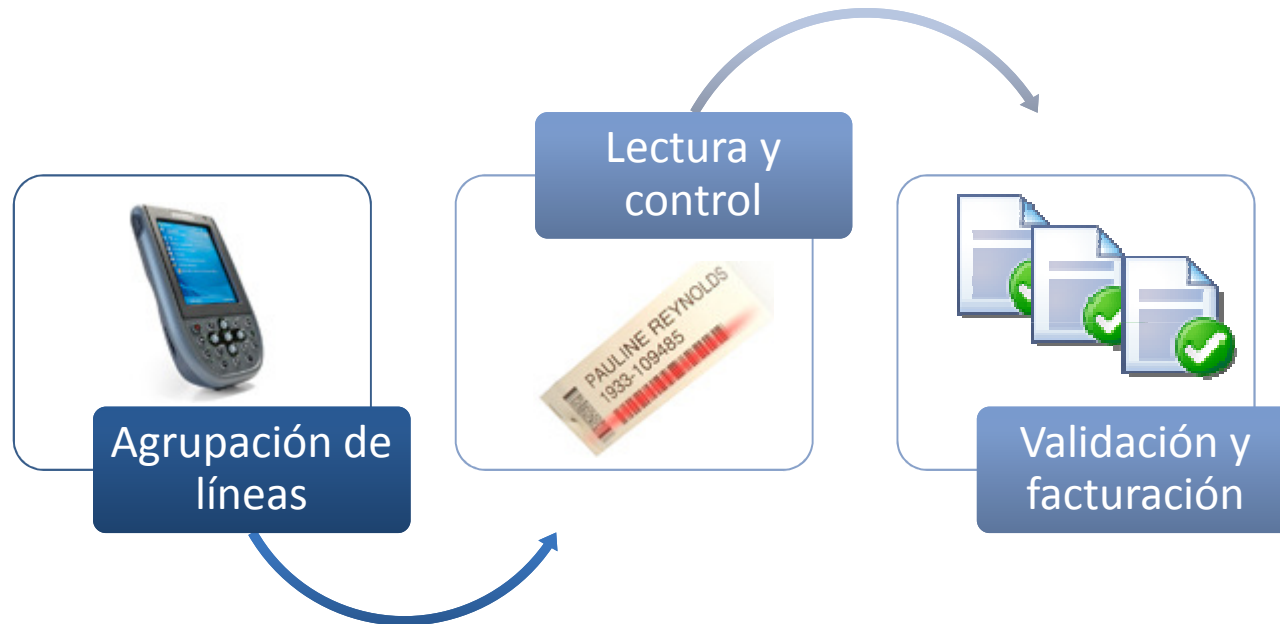 Agrupación de
líneas
Lectura y
control
PAULINE REYNOLDS
1933-109485
Validación y
facturación